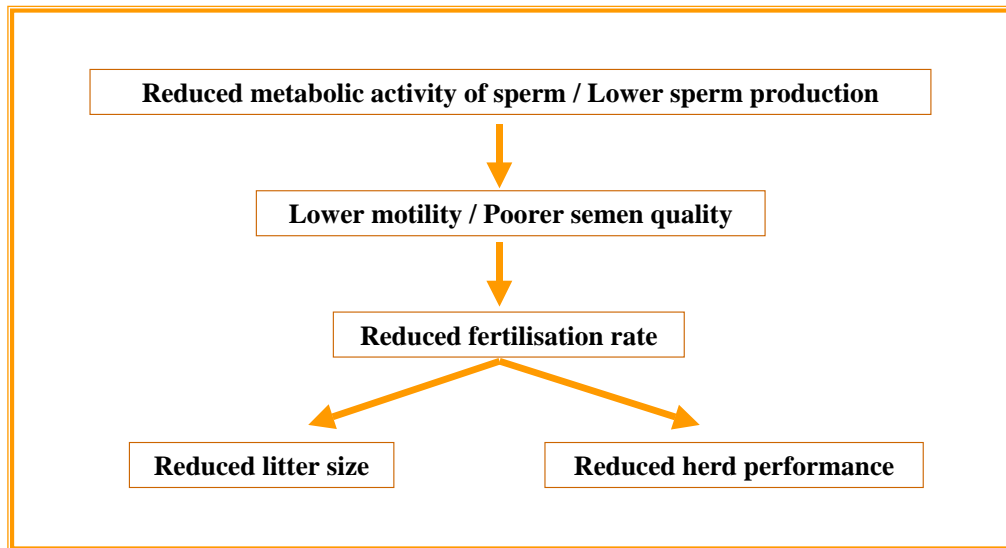 Reduced metabolic activity of sperm / Lower sperm production
Lower motility / Poorer semen quality
Reduced fertilisation rate
Reduced litter size
Reduced herd performance